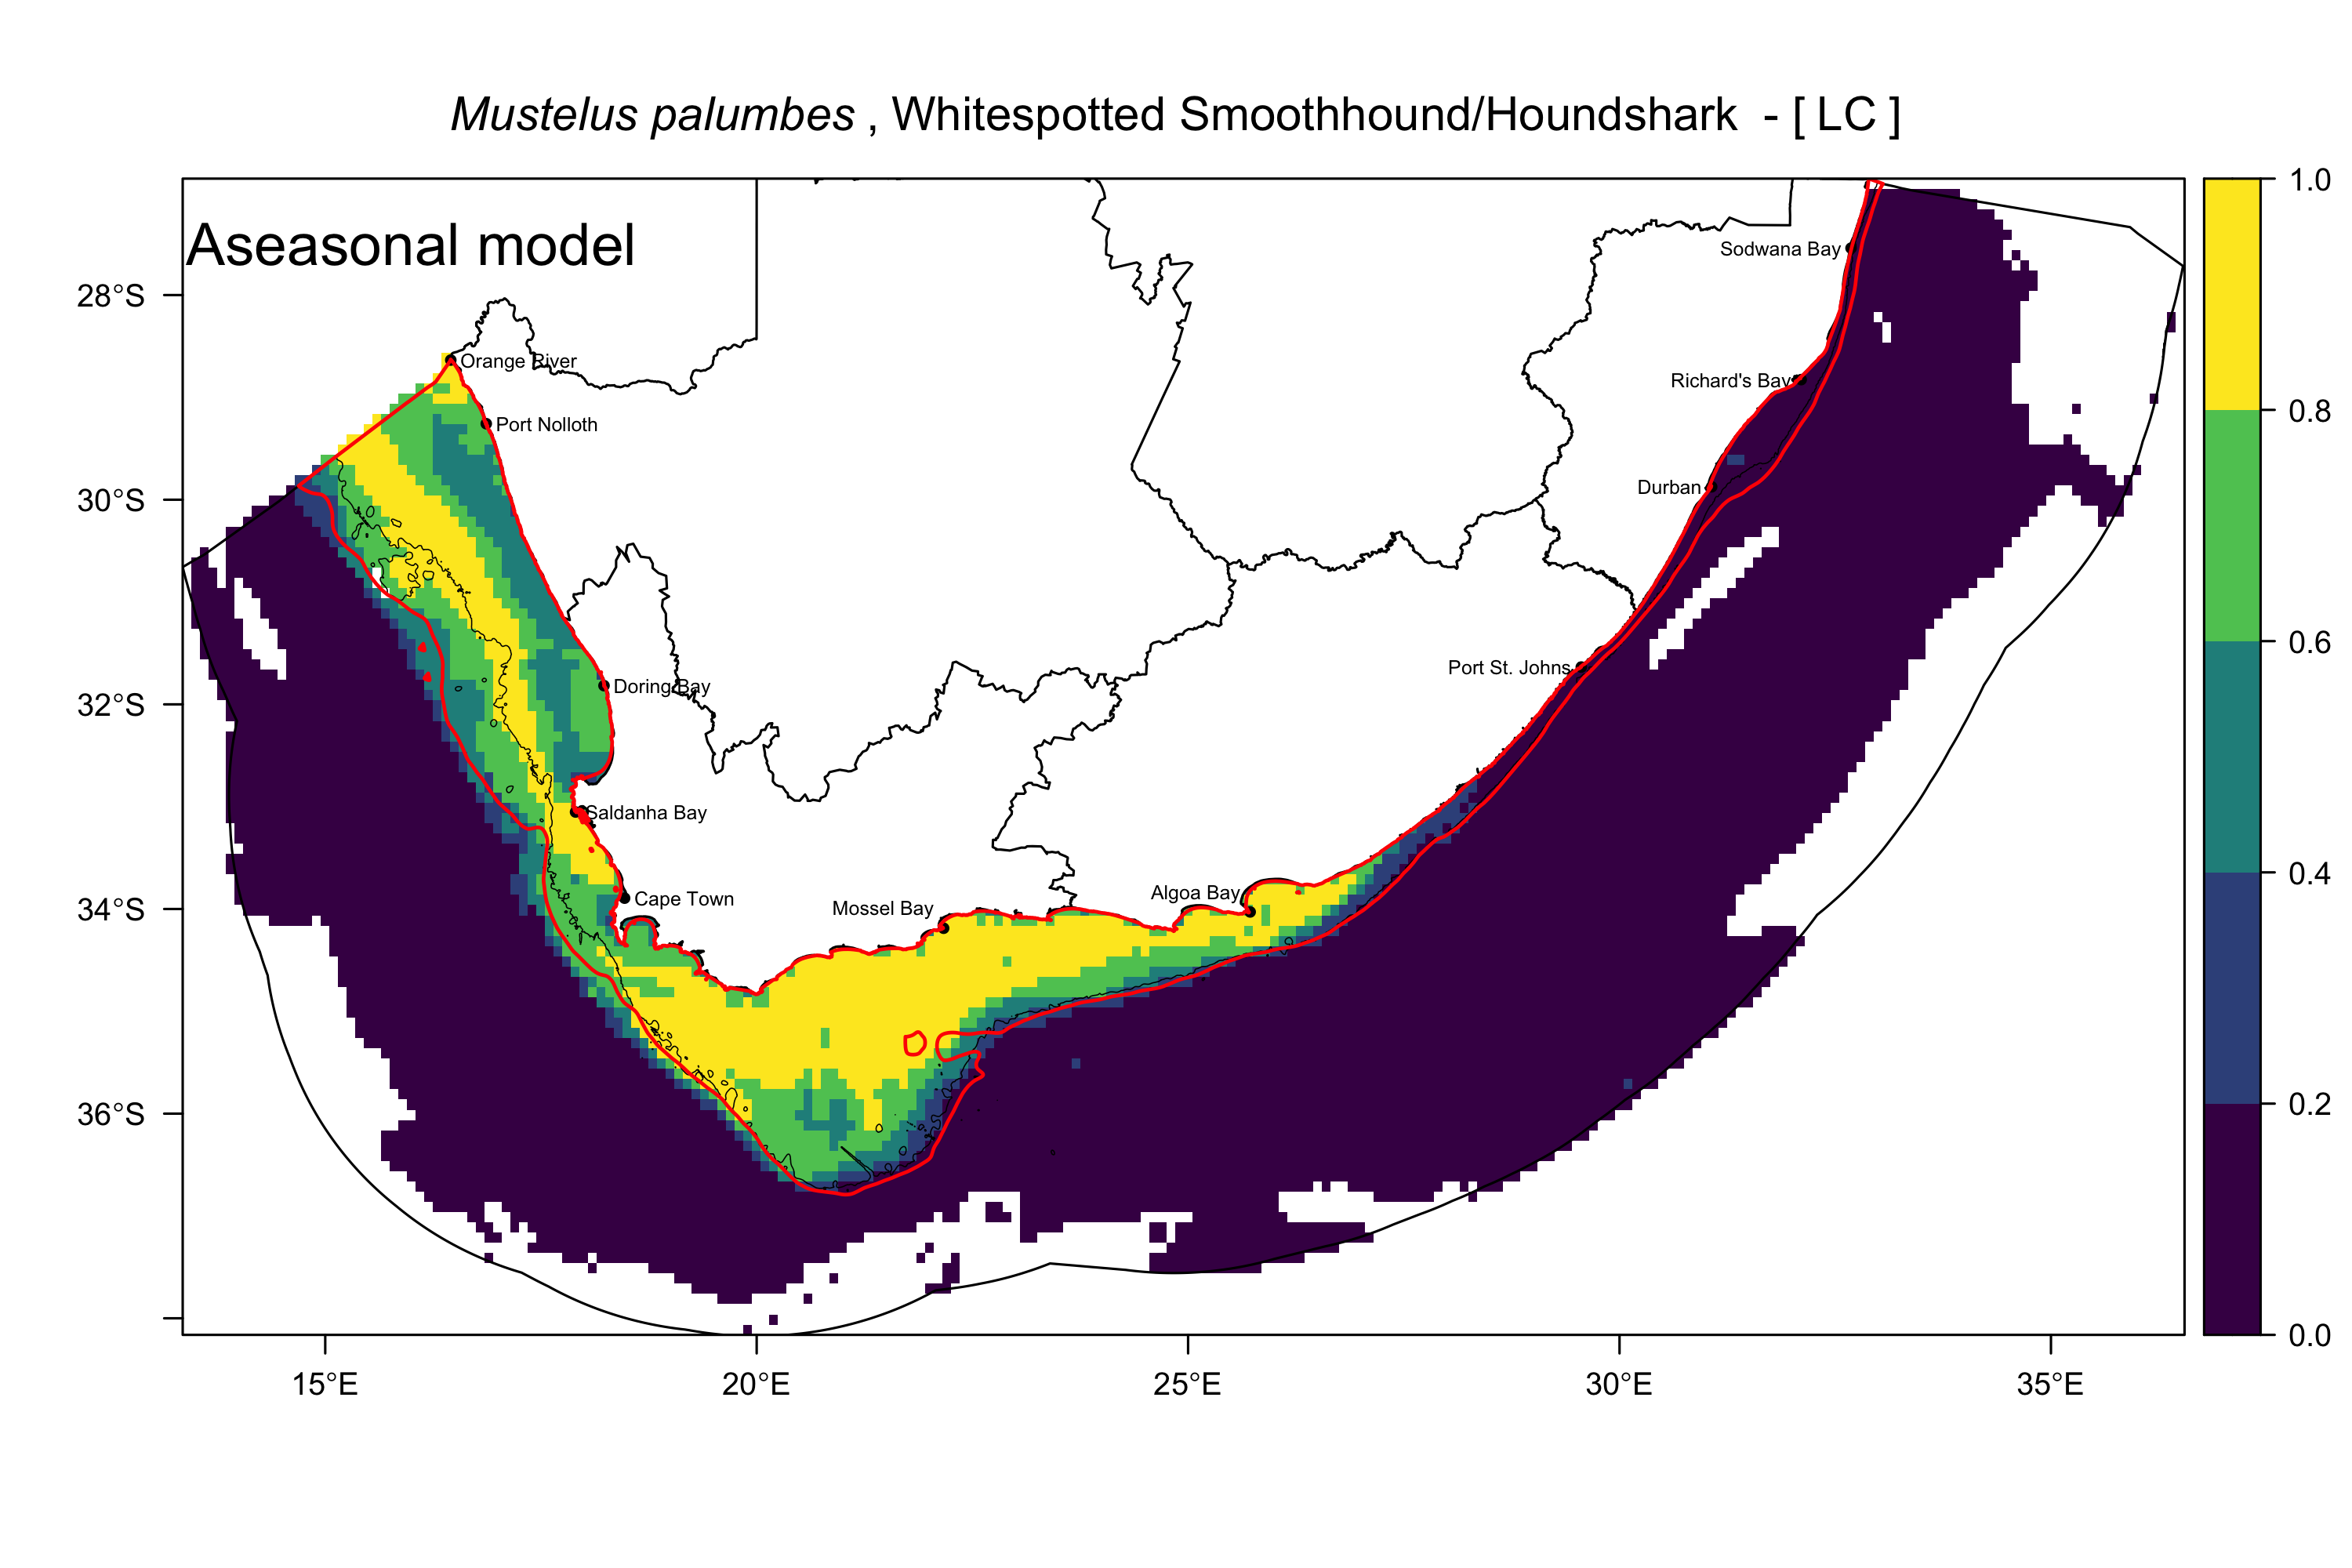 Mustelus palumbes , Whitespotted Smoothhound/Houndshark - [ LC ]
Aseasonal model
1.0
0.8
0.6
0.4
0.2
0.0
28°S
30°S
32°S
34°S
36°S
Sodwana Bay
Orange River
Richard's Bay
Port Nolloth
Durban
Port St. Johns
Doring Bay
Saldanha Bay
Cape Town
Mossel Bay
Algoa Bay
15°E
20°E
25°E
30°E
35°E